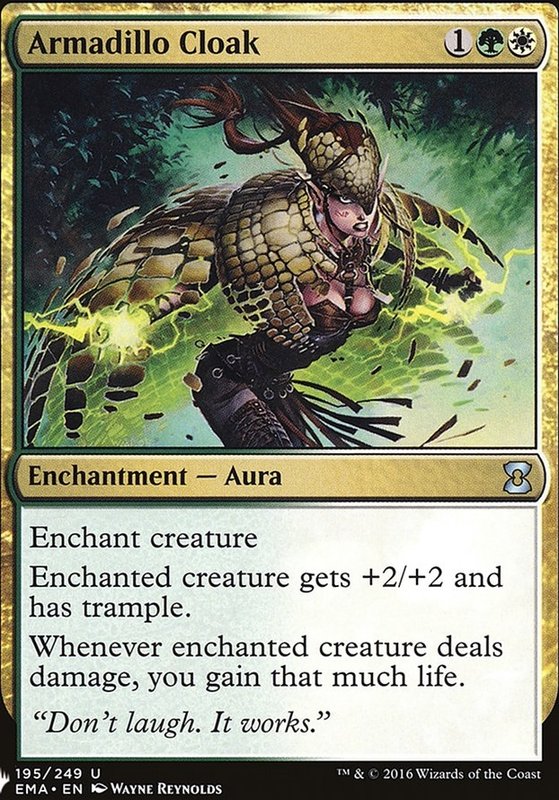 Armadillo Cloak 1
Enchantment — Aura
Enchant creature
Enchanted creature gets +2/+2 and
has trample.
Whenever enchanted creature deals
damage, you gain that much life.
“Don’t laugh. It works.”
195/249 U
EMA • EN Wayne Reynolds
™ & © 2016 Wizards of the Coast